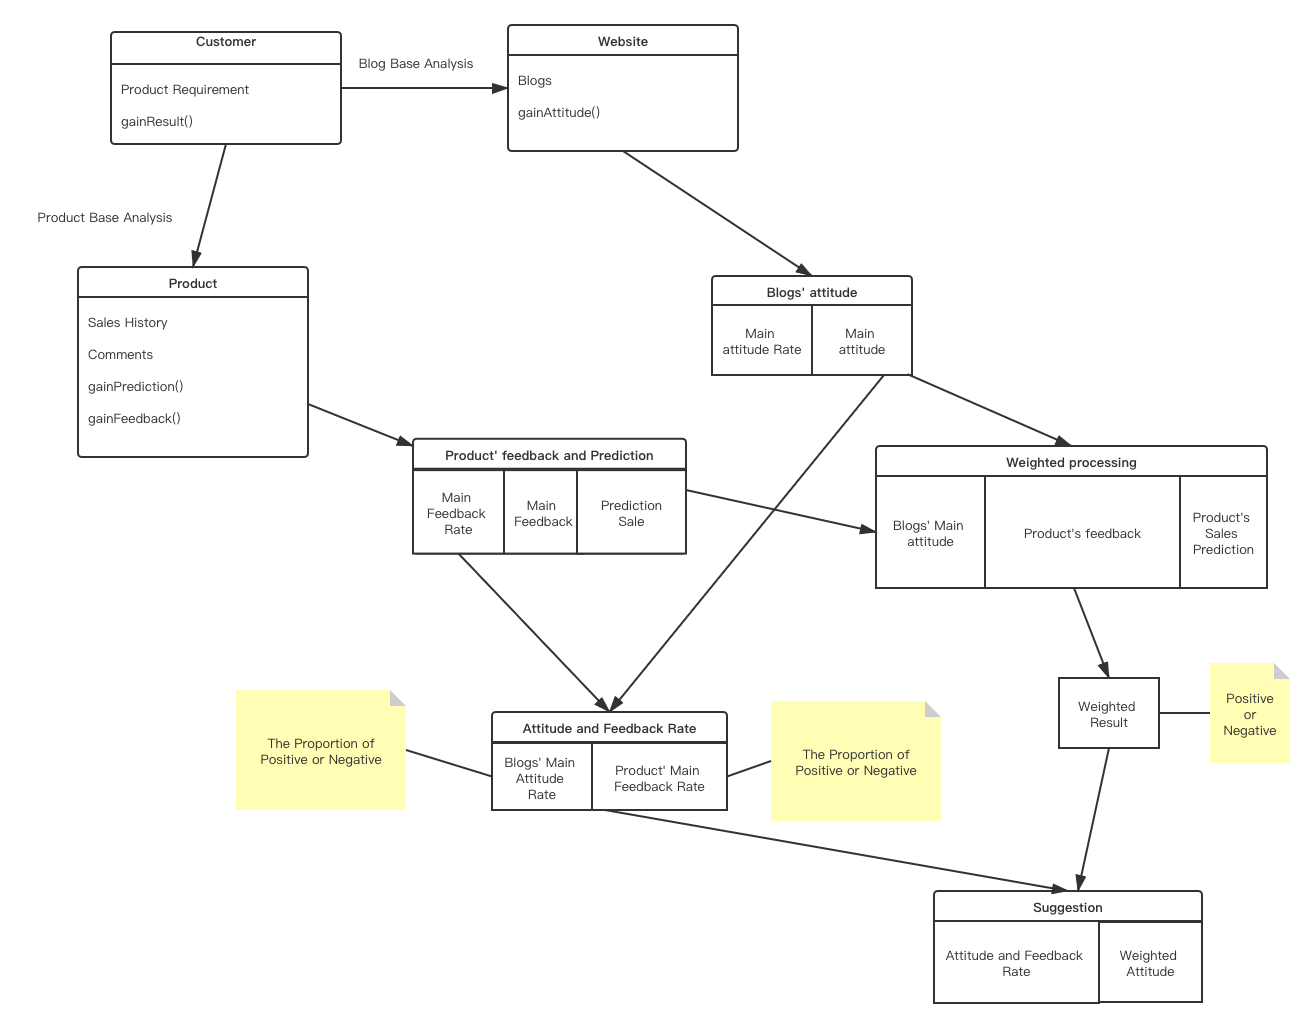 Customer
Product Requirement
gainResult()
Blog Base Analysis
Website
Blogs
gainAttitude()
Product Base Analysis
Product
Sales History
Comments
gainPrediction()
gainFeedback()
Blogs' attitude
Main
attitude Rate
Main
attitude
Product' feedback and Prediction
Main
Feedback
Rate
Main
Feedback
Prediction
Sale
Weighted processing
Blogs' Main
attitude
Product's feedback
Product's
Sales
Prediction
The Proportion of
Positive or Negative
Attitude and Feedback Rate
Blogs' Main
Attitude
Rate
Product' Main
Feedback Rate
The Proportion of
Positive or Negative
Weighted
Result
Positive
or
Negative
Suggestion
Attitude and Feedback
Rate
Weighted
Attitude